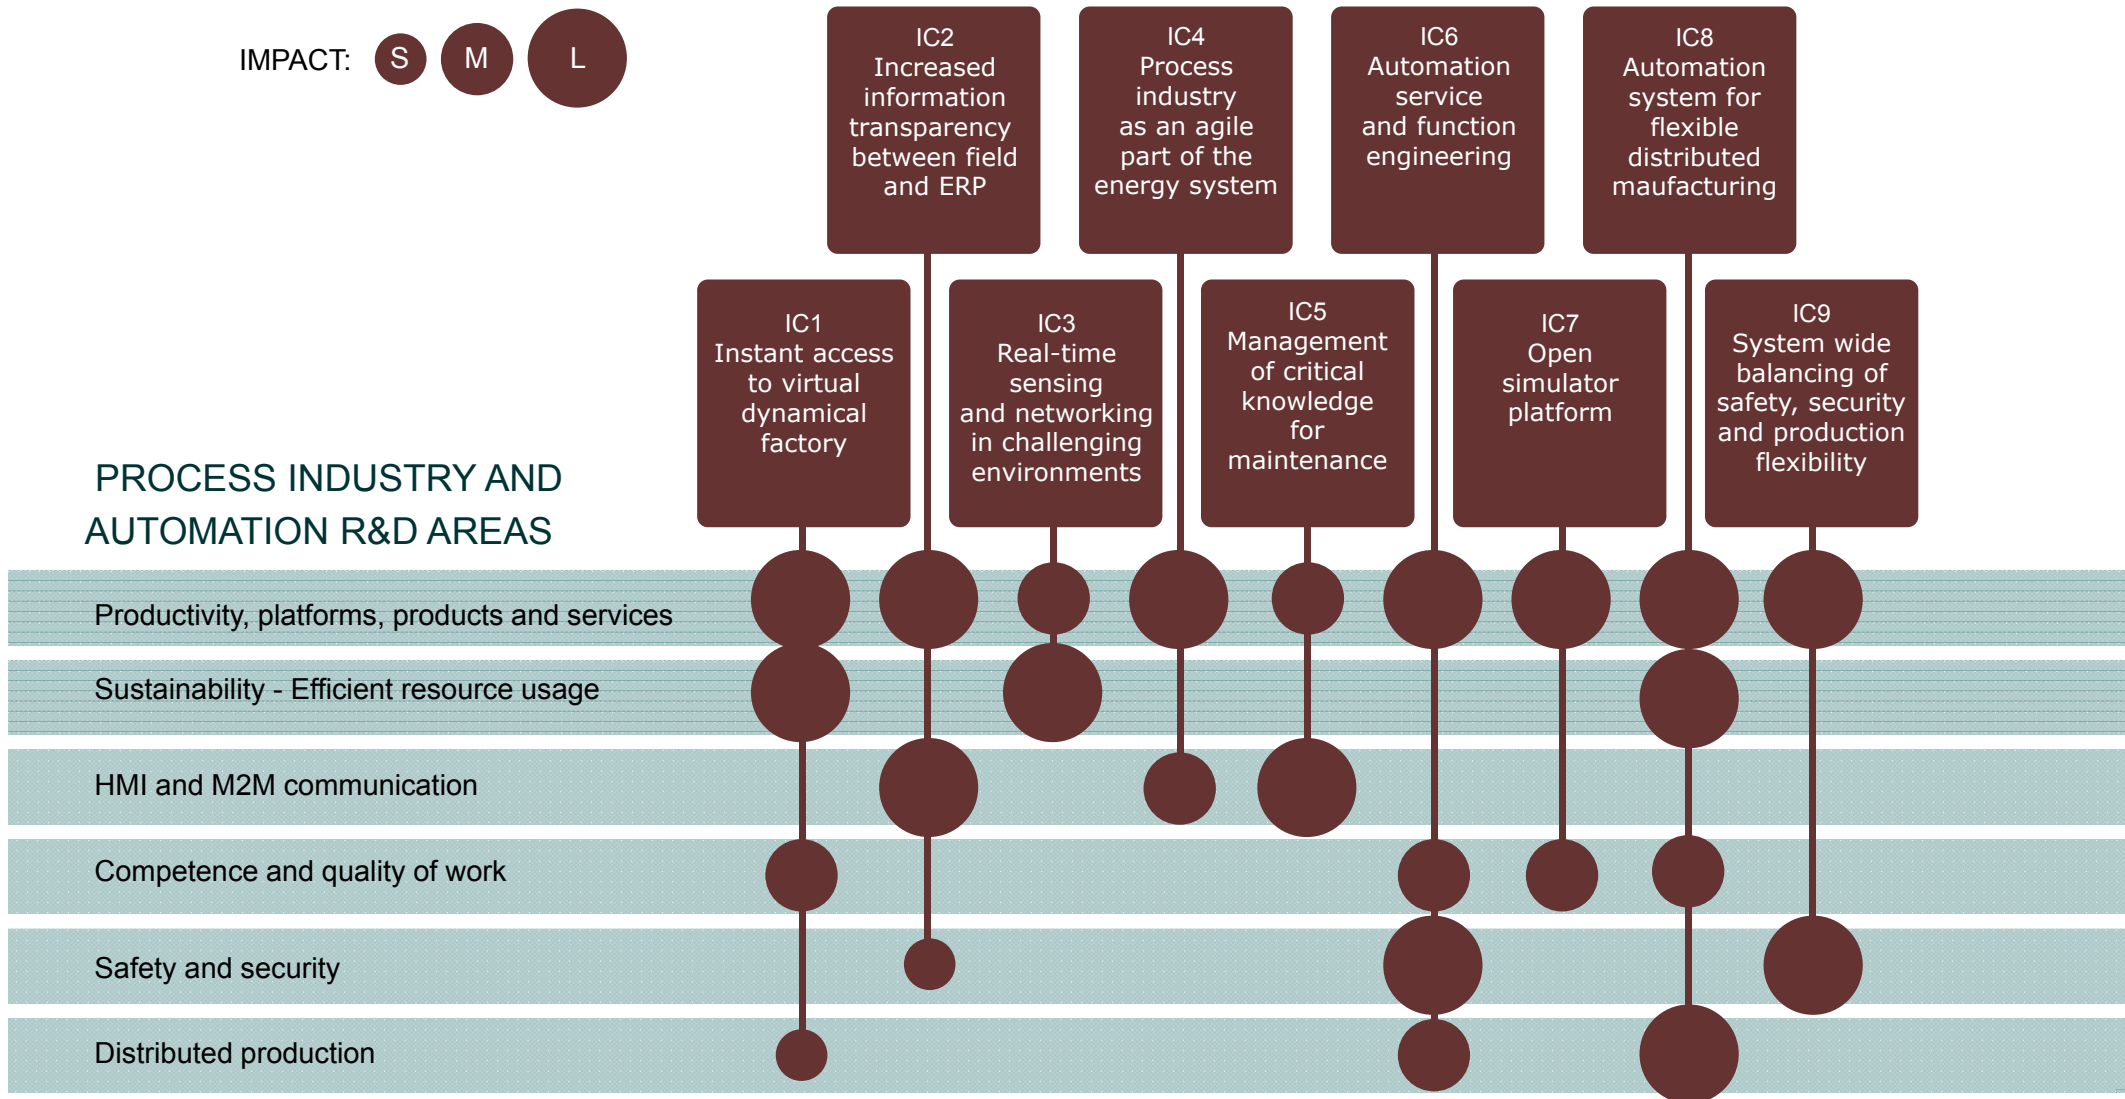 IMPACT: S M L
IC2
Increased
information
transparency
between field
and ERP
IC4
Process
industry
as an agile
part of the
energy system
IC6
Automation
service
and function
engineering
IC8
Automation
system for
flexible
distributed
maufacturing
IC1
Instant access
to virtual
dynamical
factory
IC3
Real-time
sensing
and networking
in challenging
environments
IC5
Management
of critical
knowledge
for
maintenance
IC7
Open
simulator
platform
IC9
System wide
balancing of
safety, security
and production
flexibility
PROCESS INDUSTRY AND
AUTOMATION R&D AREAS
Productivity, platforms, products and services
Sustainability - Efficient resource usage
HMI and M2M communication
Competence and quality of work
Safety and security
Distributed production